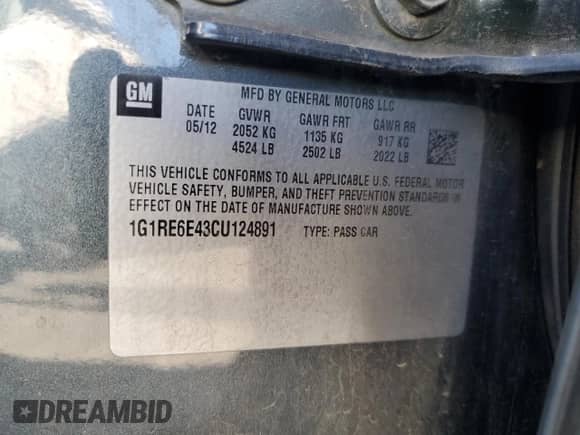 GM
MFD BY GENERAL MOTORS LLC
DATE GVWR GAWR FRT GAWR RR
05/12 2052 KG 1135 KG 917 KG
4524 LB 2502 LB 2022 LB
THIS VEHICLE CONFORMS TO ALL APPLICABLE U.S. FEDERAL MOTOR
VEHICLE SAFETY, BUMPER, AND THEFT PREVENTION STANDARDS IN
EFFECT ON THE DATE OF MANUFACTURE SHOWN ABOVE.
1G1RE6E43CU124891 TYPE: PASS CAR
DREAMBID